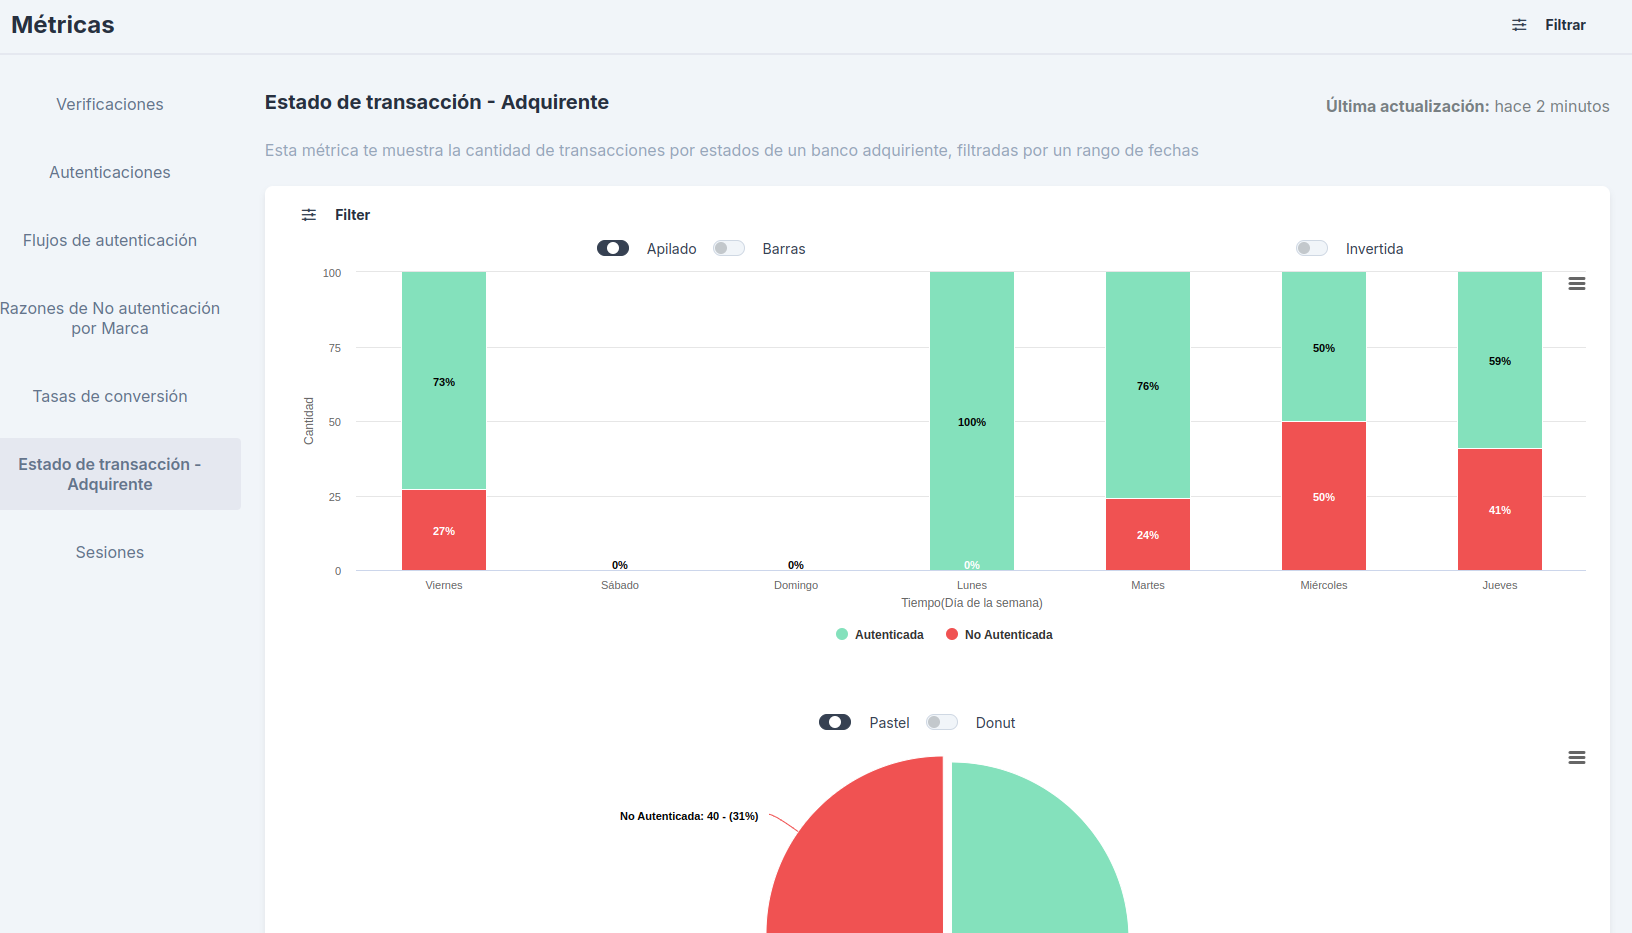 Métricas
Filtrar
Verificaciones
Autenticaciones
Flujos de autenticación
Razones de No autenticación
por Marca
Tasas de conversión
Estado de transacción -
Adquirente
Sesiones
Estado de transacción - Adquirente
Última actualización: hace 2 minutos
Esta métrica te muestra la cantidad de transacciones por estados de un banco adquiriente, filtradas por un rango de fechas
Filter
Apilado
Barras
Invertida
Cantidad
100
75
50
25
0
73%
27%
0%
0%
100%
0%
76%
24%
50%
50%
59%
41%
Viernes
Sábado
Domingo
Lunes
Martes
Miércoles
Jueves
Tiempo(Día de la semana)
Autenticada
No Autenticada
Pastel
Donut
No Autenticada: 40 - (31%)